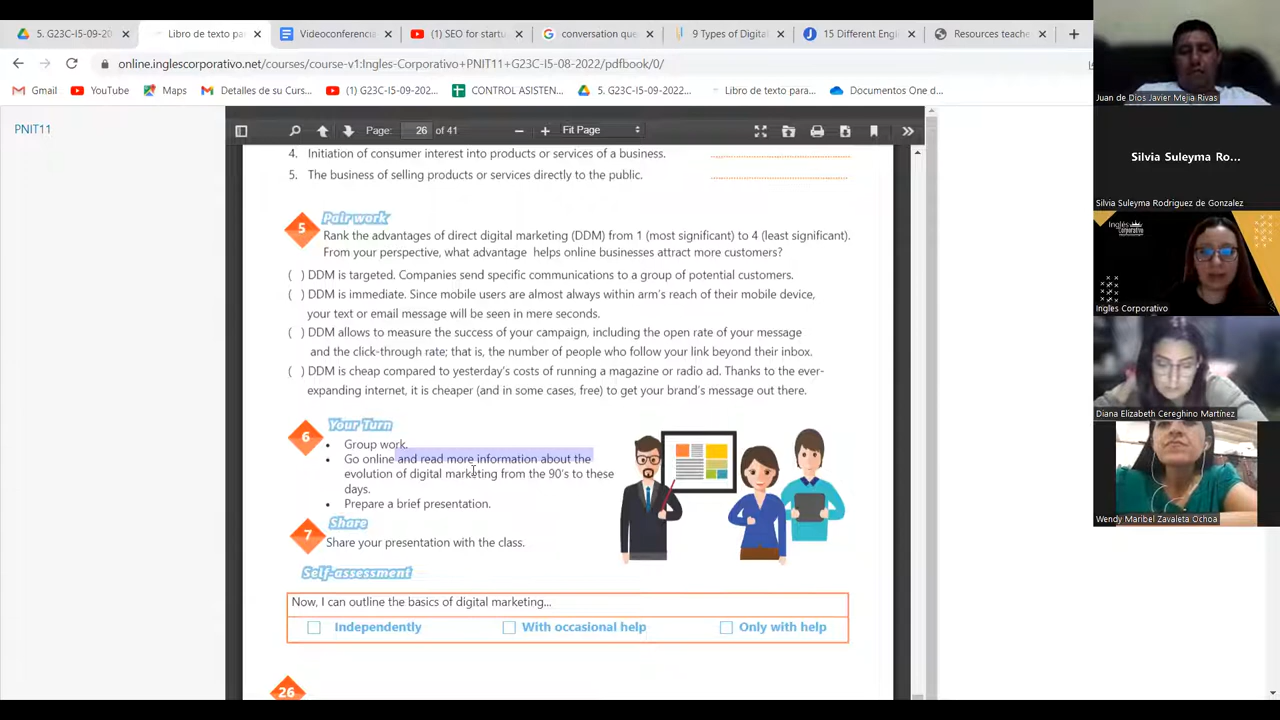 5. G23C-I5-09-20
Libro de texto par
Videoconferencia
(1) SEO for startu
conversation que
9 Types of Digital
15 Different Engl
Resources teache
online.inglescorporativo.net/courses/course-v1:Ingles-Corporativo+PNIT11+G23C-I5-08-2022/pdfbook/0/
Gmail
YouTube
Maps
Detalles de su Curs...
(1) G23C-I5-09-202...
CONTROL ASISTEN...
5. G23C-I5-09-2022...
Libro de texto para...
Documentos One d...
PNIT11
Page: 26 of 41
Fit Page
4. Initiation of consumer interest into products or services of a business.
5. The business of selling products or services directly to the public.
5 Pair work
Rank the advantages of direct digital marketing (DDM) from 1 (most significant) to 4 (least significant).
From your perspective, what advantage helps online businesses attract more customers?
( ) DDM is targeted. Companies send specific communications to a group of potential customers.
( ) DDM is immediate. Since mobile users are almost always within arm's reach of their mobile device,
your text or email message will be seen in mere seconds.
( ) DDM allows to measure the success of your campaign, including the open rate of your message
and the click-through rate; that is, the number of people who follow your link beyond their inbox.
( ) DDM is cheap compared to yesterday's costs of running a magazine or radio ad. Thanks to the ever-
expanding internet, it is cheaper (and in some cases, free) to get your brand's message out there.
6 Your Turn
• Group work.
• Go online and read more information about the
evolution of digital marketing from the 90's to these
days.
• Prepare a brief presentation.
7 Share
Share your presentation with the class.
Self-assessment
Now, I can outline the basics of digital marketing...
Independently
With occasional help
Only with help
26
Juan de Dios Javier Mejia Rivas
Silvia Suleyma Ro...
Silvia Suleyma Rodriguez de Gonzalez
Inglés
Corporativo
Ingles Corporativo
Diana Elizabeth Cereghino Martínez
Wendy Maribel Zavaleta Ochoa